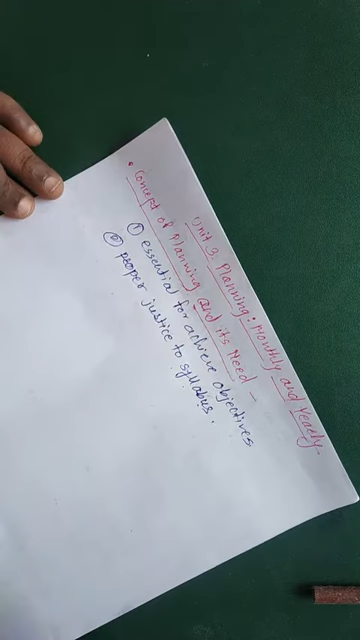 Unit 3. Planning: Monthly and Yearly.
• Concept of Planning and its Need -
① essential for achieve objectives
② proper justice to syllabus.